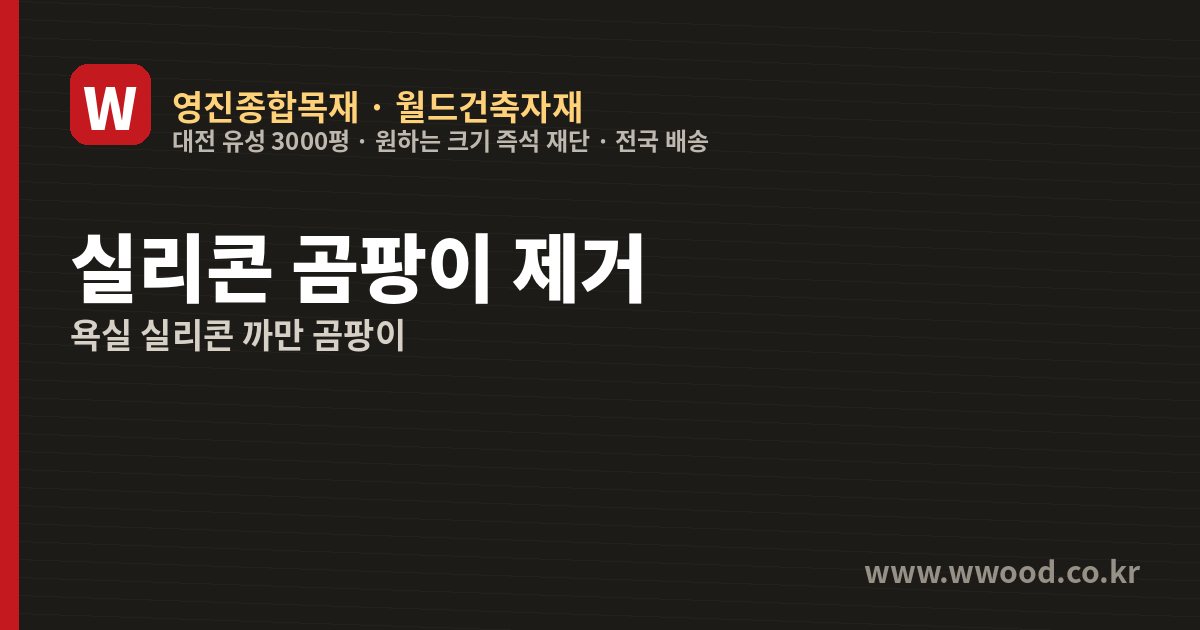 W
영진종합목재 · 월드건축자재
대전 유성 3000평 · 원하는 크기 즉석 재단 · 전국 배송
실리콘 곰팡이 제거
욕실 실리콘 까만 곰팡이
www.wwood.co.kr